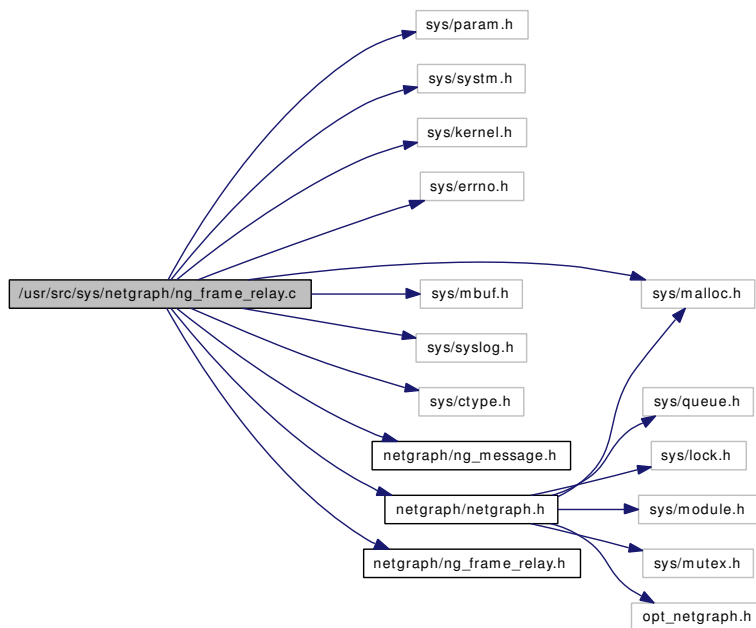 sys/param.h
sys/systm.h
sys/kernel.h
sys/errno.h
/usr/src/sys/netgraph/ng_frame_relay.c
sys/mbuf.h
sys/malloc.h
sys/syslog.h
sys/ctype.h
sys/queue.h
netgraph/ng_message.h
sys/lock.h
netgraph/netgraph.h
sys/module.h
netgraph/ng_frame_relay.h
sys/mutex.h
opt_netgraph.h